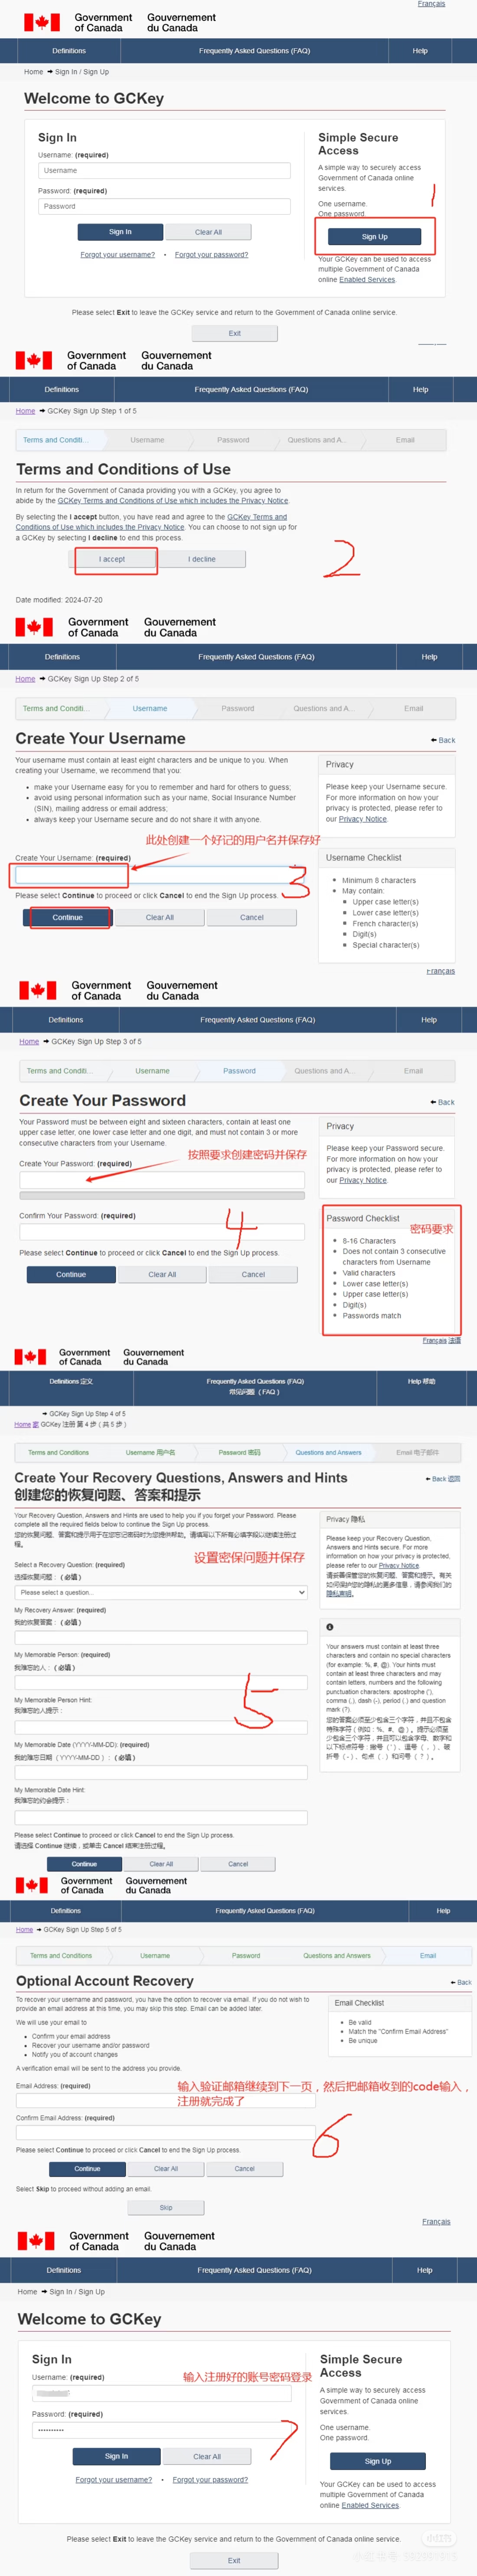 Français
Government of Canada
Gouvernement du Canada
Definitions
Frequently Asked Questions (FAQ)
Help
Home ➔ Sign In / Sign Up
Welcome to GCKey
Sign In
Username: (required)
Username
Password: (required)
Password
Sign In
Clear All
Forgot your username? • Forgot your password?
Simple Secure
Access
A simple way to securely access
Government of Canada online
services.
One username.
One password.
1
Sign Up
Your GCKey can be used to access
multiple Government of Canada
online Enabled Services.
Please select Exit to leave the GCKey service and return to the Government of Canada online service.
Exit
Government of Canada
Gouvernement du Canada
Definitions
Frequently Asked Questions (FAQ)
Help
Home ➔ GCKey Sign Up Step 1 of 5
Terms and Conditi...
Username
Password
Questions and A...
Email
Terms and Conditions of Use
In return for the Government of Canada providing you with a GCKey, you agree to
abide by the GCKey Terms and Conditions of Use which includes the Privacy Notice.
By selecting the I accept button, you have read and agree to the GCKey Terms and
Conditions of Use which includes the Privacy Notice. You can choose to not sign up for
a GCKey by selecting I decline to end this process.
I accept
I decline
2
Date modified: 2024-07-20
Government of Canada
Gouvernement du Canada
Definitions
Frequently Asked Questions (FAQ)
Help
Home ➔ GCKey Sign Up Step 2 of 5
Terms and Conditi...
Username
Password
Questions and A...
Email
Create Your Username
Back
Your username must contain at least eight characters and be unique to you. When
creating your Username, we recommend that you:
• make your Username easy for you to remember and hard for others to guess;
• avoid using personal information such as your name, Social Insurance Number
(SIN), mailing address or email address;
• always keep your Username secure and do not share it with anyone.
此处创建一个好记的用户名并保存好
Create Your Username: (required)
3
Please select Continue to proceed or click Cancel to end the Sign Up process.
Continue
Clear All
Cancel
Privacy
Please keep your Username secure.
For more information on how your
privacy is protected, please refer to
our Privacy Notice.
Username Checklist
• Minimum 8 characters
• May contain:
Upper case letter(s)
Lower case letter(s)
French character(s)
Digit(s)
Special character(s)
Français
Government of Canada
Gouvernement du Canada
Definitions
Frequently Asked Questions (FAQ)
Help
Home ➔ GCKey Sign Up Step 3 of 5
Terms and Conditi...
Username
Password
Questions and A...
Email
Create Your Password
Back
Your Password must be between eight and sixteen characters, contain at least one
upper case letter, one lower case letter and one digit, and must not contain 3 or more
consecutive characters from your Username.
Create Your Password: (required)
按照要求创建密码并保存
Confirm Your Password: (required)
4
Please select Continue to proceed or click Cancel to end the Sign Up process.
Continue
Clear All
Cancel
Privacy
Please keep your Password secure.
For more information on how your
privacy is protected, please refer to
our Privacy Notice.
密码要求
Password Checklist
• 8-16 Characters
• Does not contain 3 consecutive
characters from Username
• Valid characters
• Lower case letter(s)
• Upper case letter(s)
• Digit(s)
• Passwords match
Français 法语
Government of Canada
Gouvernement du Canada
Definitions 定义
Frequently Asked Questions (FAQ)
常见问题 （FAQ）
Help 帮助
➔ GCKey Sign Up Step 4 of 5
Home 家 GCKey 注册 第 4 步（共 5 步）
Terms and Conditions
Username 用户名
Password 密码
Questions and Answers
Email 电子邮件
Create Your Recovery Questions, Answers and Hints
创建您的恢复问题、答案和提示
Back 返回
Your Recovery Question, Answers and Hints are used to help you if you forget your Password. Please
complete all the required fields below to continue the Sign Up process.
您的恢复问题、答案和提示用于在您忘记密码时为您提供帮助。请填写以下所有必填字段以继续注册过
程。
设置密保问题并保存
Select a Recovery Question: (required)
选择恢复问题：（必填）
Please select a question...
My Recovery Answer: (required)
我的恢复答案：（必填）
My Memorable Person: (required)
我难忘的人：（必填）
My Memorable Person Hint:
我难忘的人提示：
5
My Memorable Date (YYYY-MM-DD): (required)
我的难忘日期 （YYYY-MM-DD）：（必填）
My Memorable Date Hint:
我难忘的约会提示：
Please select Continue to proceed or click Cancel to end the Sign Up process.
请选择 Continue 继续，或单击 Cancel 结束注册过程。
Continue
Clear All
Cancel
Privacy 隐私
Please keep your Recovery Question,
Answers and Hints secure. For more
information on how your privacy is protected,
please refer to our Privacy Notice.
请妥善保管您的恢复问题、答案和提示。有关
如何保护您的隐私的更多信息，请参阅我们的
隐私声明。
Your answers must contain at least three
characters and contain no special characters
(for example: %, #, @). Your hints must
contain at least three characters and may
contain letters, numbers and the following
punctuation characters: apostrophe ('),
comma (,), dash (-), period (.) and question
mark (?).
您的答案必须至少包含三个字符，并且不包含
特殊字符（例如：%、#、@）。提示必须至
少包含三个字符，并且可以包含字母、数字和
以下标点符号：撇号（'）、逗号（，）、破
折号（-）、句点（.）和问号（？）。
Government of Canada
Gouvernement du Canada
Definitions
Frequently Asked Questions (FAQ)
Help
Home ➔ GCKey Sign Up Step 5 of 5
Terms and Conditions
Username
Password
Questions and Answers
Email
Optional Account Recovery
Back
To recover your username and password, you have the option to recover via email. If you do not wish to
provide an email address at this time, you may skip this step. Email can be added later.
We will use your email to
• Confirm your email address
• Recover your username and/or password
• Notify you of account changes
A verification email will be sent to the address you provide.
Email Address: (required)
输入验证邮箱继续到下一页，然后把邮箱收到的code输入，
注册就完成了
Confirm Email Address: (required)
6
Please select Continue to proceed or click Cancel to end the Sign Up process.
Continue
Clear All
Cancel
Select Skip to proceed without adding an email.
Skip
Email Checklist
• Be valid
• Match the "Confirm Email Address"
• Be unique
Français
Government of Canada
Gouvernement du Canada
Definitions
Frequently Asked Questions (FAQ)
Help
Home ➔ Sign In / Sign Up
Welcome to GCKey
Sign In
Username: (required)
输入注册好的账号密码登录
Password: (required)
7
Sign In
Clear All
Forgot your username? • Forgot your password?
Simple Secure
Access
A simple way to securely access
Government of Canada online
services.
One username.
One password.
Sign Up
Your GCKey can be used to access
multiple Government of Canada
online Enabled Services.
Please select Exit to leave the GCKey service and return to the Government of Canada online service.
小红书
Exit